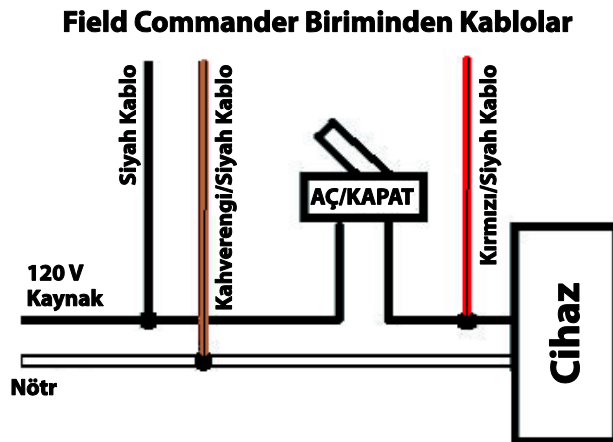 Field Commander Biriminden Kablolar
Siyah Kablo
Kahverengi/Siyah Kablo
AÇ/KAPAT
Kırmızı/Siyah Kablo
120 V
Kaynak
Nötr
Cihaz